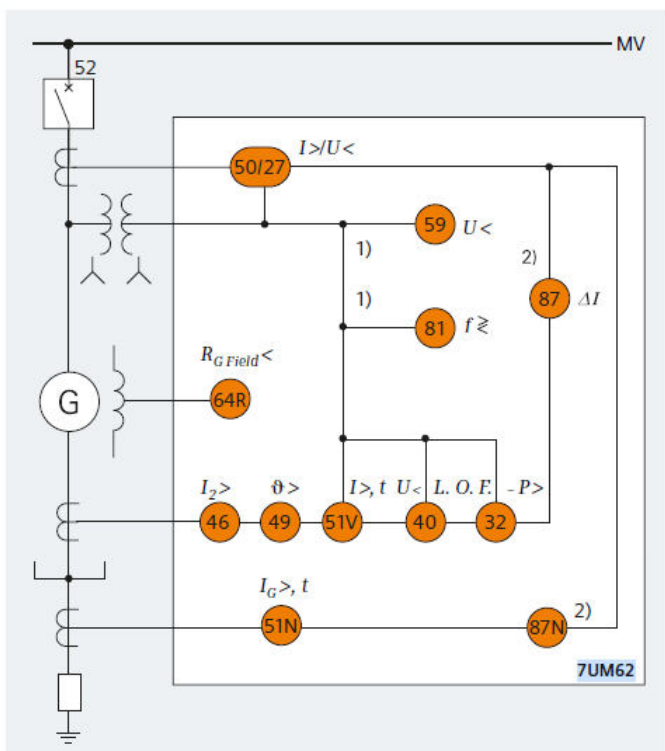 MV
52
I>/U<
50/27
59 U<
1)
2)
87 ΔI
1)
81 f≷
R_G Field<
G
64R
I₂> ϑ> I>, t U< L. O. F. -P>
46 49 51V 40 32
I_G>, t
51N
87N 2)
7UM62